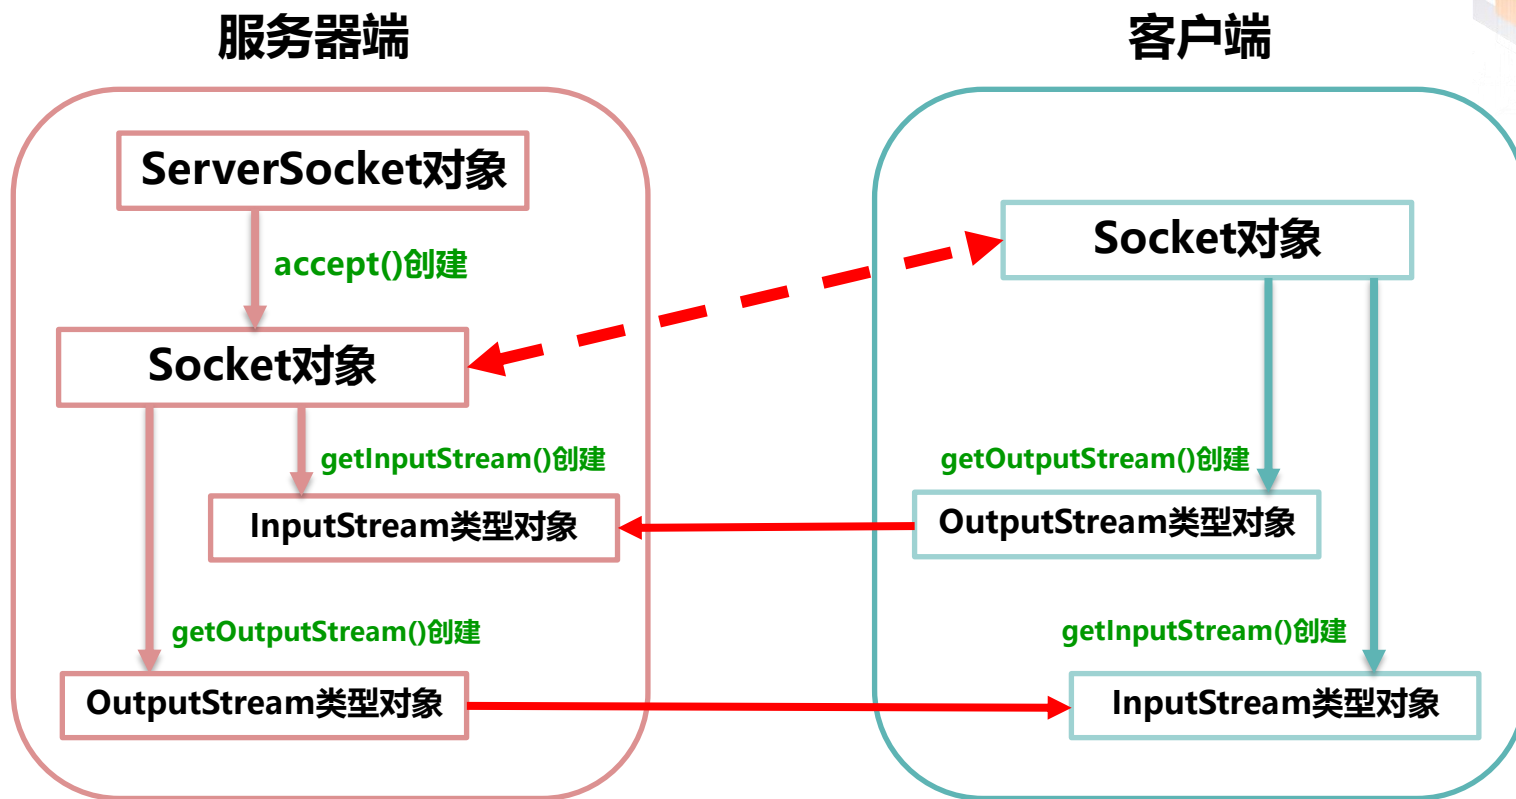 服务器端
客户端
ServerSocket对象
Socket对象
accept()创建
Socket对象
getInputStream()创建
getOutputStream()创建
InputStream类型对象
OutputStream类型对象
getOutputStream()创建
getInputStream()创建
OutputStream类型对象
InputStream类型对象